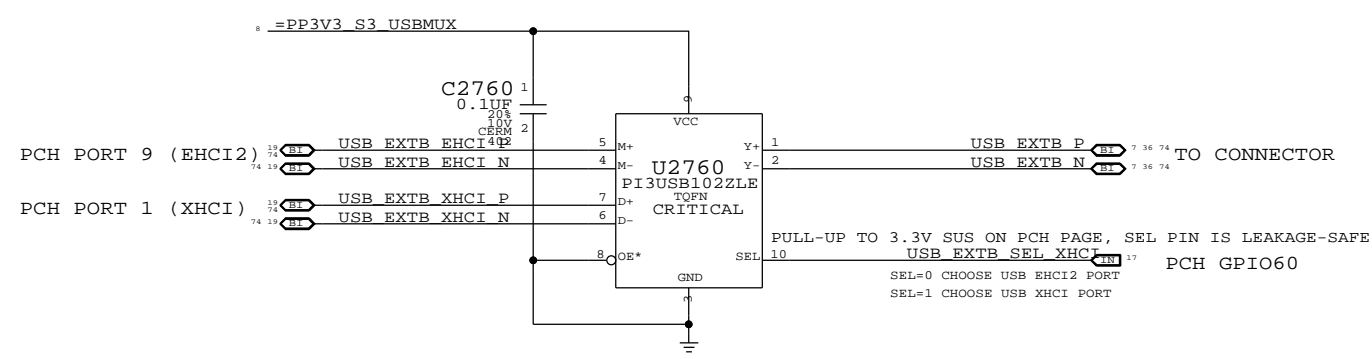 8 =PP3V3_S3_USBMUX
C2760 1
0.1UF
20%
10V
CERM 2
402
9
VCC
PCH PORT 9 (EHCI2) 19 74 BI USB_EXTB_EHCI_P 5 M+
74 19 BI USB_EXTB_EHCI_N 4 M-
PCH PORT 1 (XHCI) 19 74 BI USB_EXTB_XHCI_P 7 D+
74 19 BI USB_EXTB_XHCI_N 6 D-
U2760
PI3USB102ZLE
TQFN
CRITICAL
Y+ 1 USB_EXTB_P BI 7 36 74
Y- 2 USB_EXTB_N BI 7 36 74
TO CONNECTOR
PULL-UP TO 3.3V SUS ON PCH PAGE, SEL PIN IS LEAKAGE-SAFE
8 OE*
SEL 10 USB_EXTB_SEL_XHCI IN 17 PCH GPIO60
SEL=0 CHOOSE USB EHCI2 PORT
SEL=1 CHOOSE USB XHCI PORT
GND
3